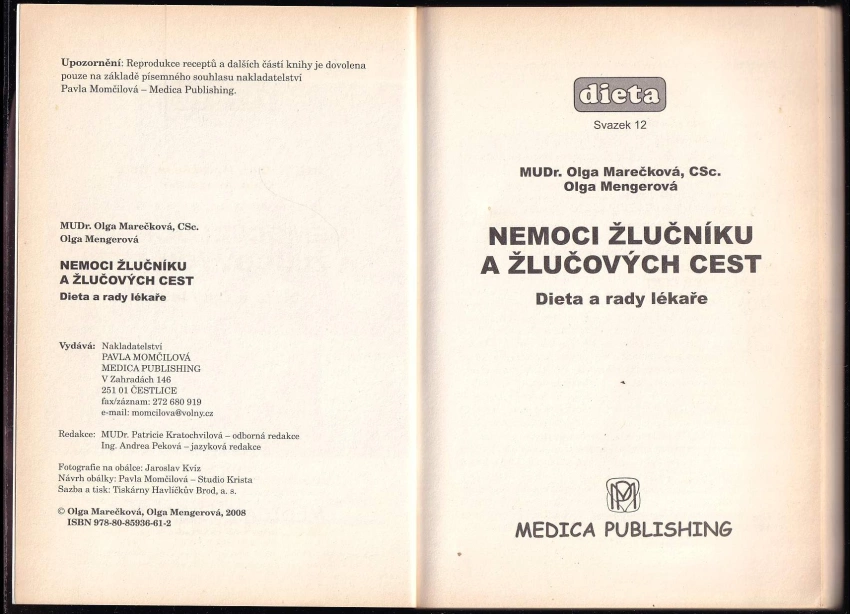 Upozornění: Reprodukce receptů a dalších částí knihy je dovolena
pouze na základě písemného souhlasu nakladatelství
Pavla Momčilová – Medica Publishing.
MUDr. Olga Marečková, CSc.
Olga Mengerová
NEMOCI ŽLUČNÍKU
A ŽLUČOVÝCH CEST
Dieta a rady lékaře
Vydává: Nakladatelství
PAVLA MOMČILOVÁ
MEDICA PUBLISHING
V Zahradách 146
251 01 ČESTLICE
fax/záznam: 272 680 919
e-mail: momcilova@volny.cz
Redakce: MUDr. Patricie Kratochvílová – odborná redakce
Ing. Andrea Peková – jazyková redakce
Fotografie na obálce: Jaroslav Kvíz
Návrh obálky: Pavla Momčilová – Studio Krista
Sazba a tisk: Tiskárny Havlíčkův Brod, a. s.
© Olga Marečková, Olga Mengerová, 2008
ISBN 978-80-85936-61-2
dieta
Svazek 12
MUDr. Olga Marečková, CSc.
Olga Mengerová
NEMOCI ŽLUČNÍKU
A ŽLUČOVÝCH CEST
Dieta a rady lékaře
MEDICA PUBLISHING